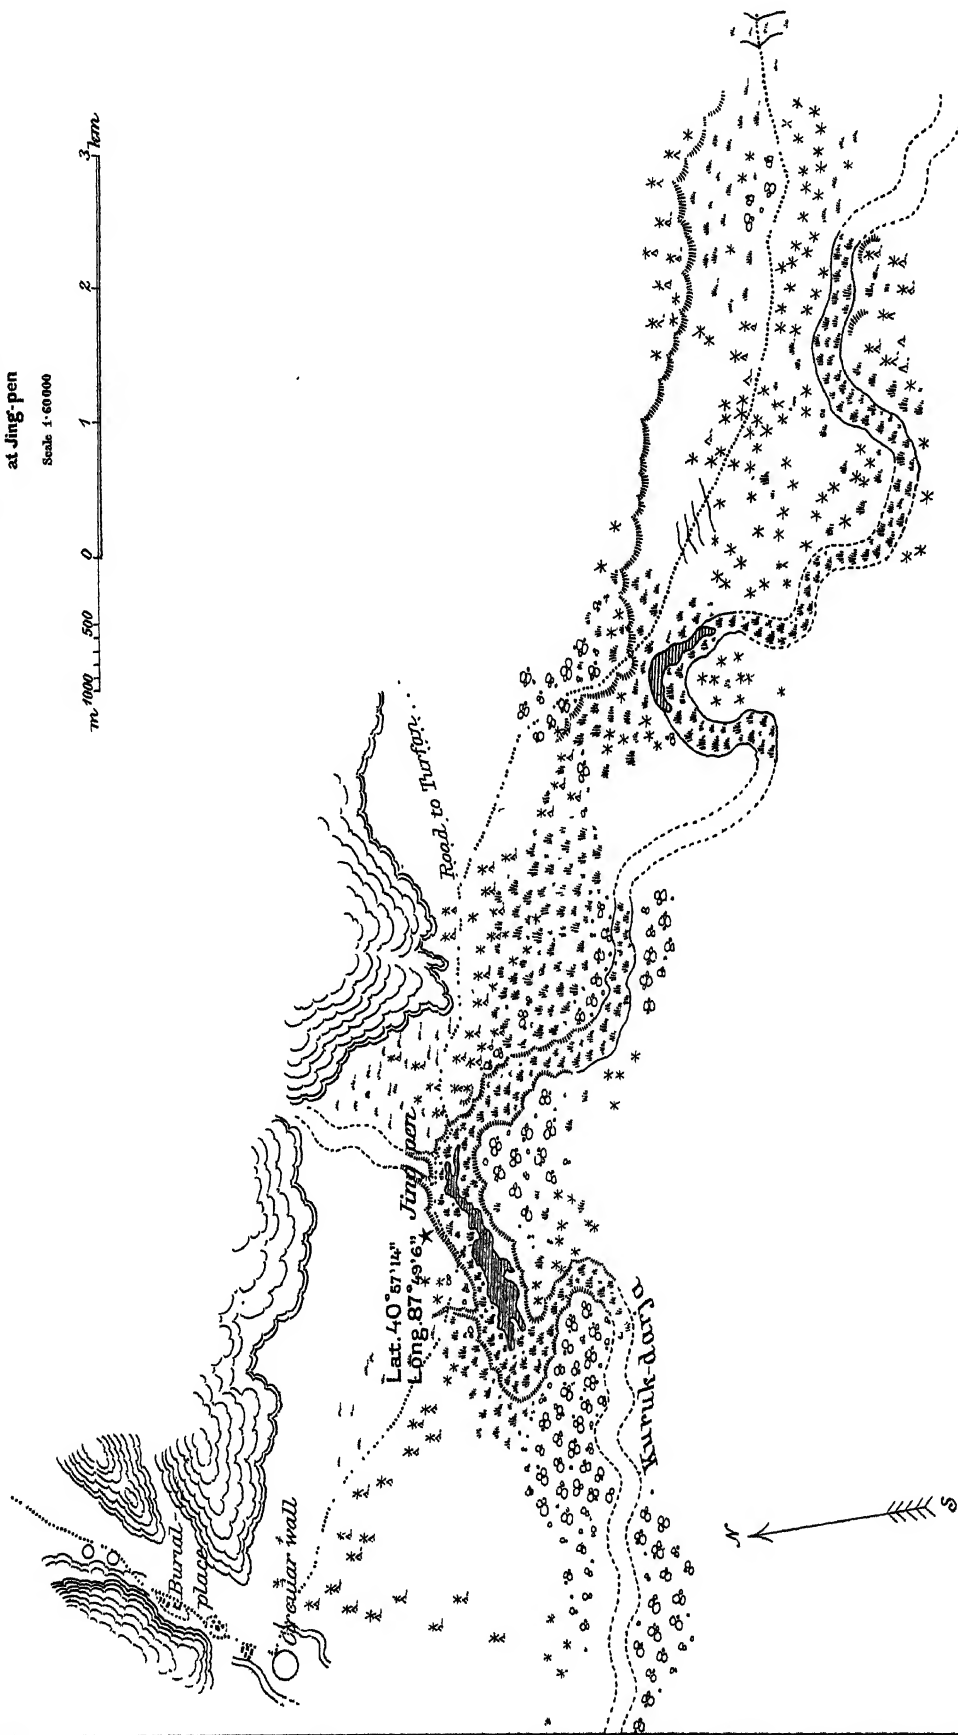 at Jing-pen
Scale 1:60000
m 1000 500 0 1 2 3 km
Road to Turfan
Jing-pen
Lat. 40°57'14"
Long. 87°49'6"
Burial-
place
Circular wall
Kuruk-darja
N
S